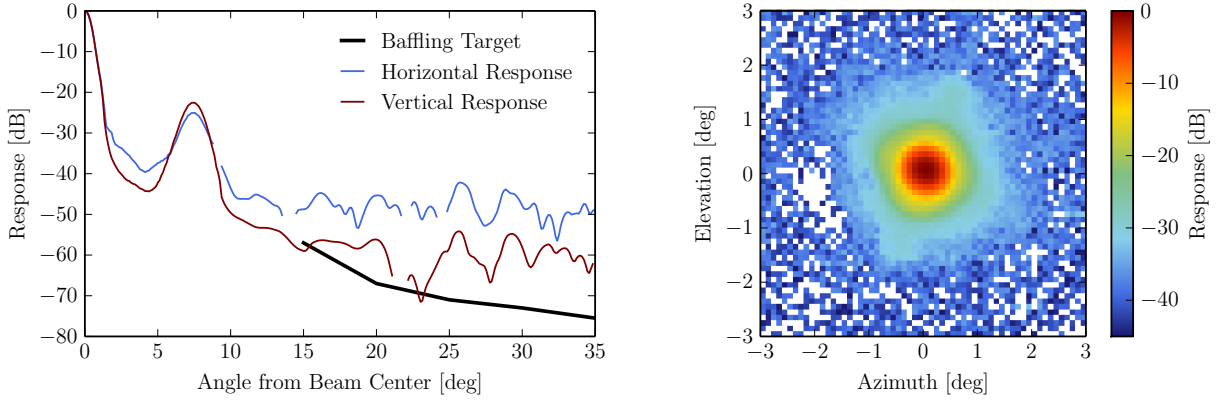 0
−10
−20
−30
−40
−50
−60
−70
−80
Response [dB]
Baffling Target
Horizontal Response
Vertical Response
0 5 10 15 20 25 30 35
Angle from Beam Center [deg]
3
2
1
0
−1
−2
−3
Elevation [deg]
−3 −2 −1 0 1 2 3
Azimuth [deg]
0
−10
−20
−30
−40
Response [dB]